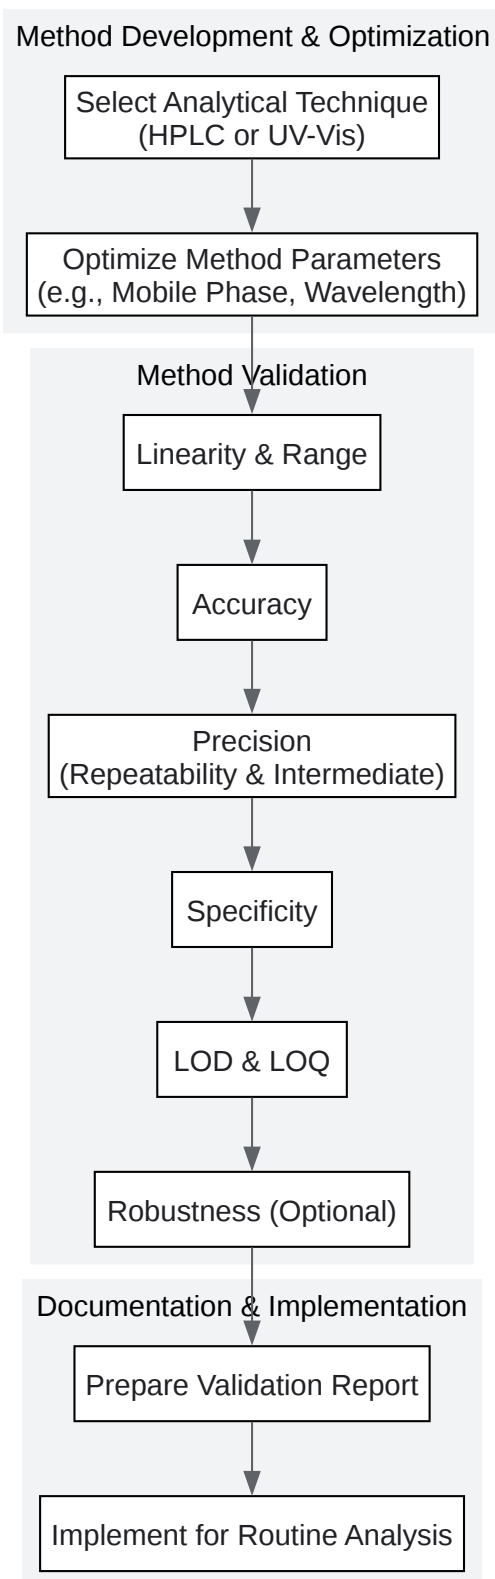 Method Development & Optimization
Select Analytical Technique
(HPLC or UV-Vis)
Optimize Method Parameters
(e.g., Mobile Phase, Wavelength)
Method Validation
Linearity & Range
Accuracy
Precision
(Repeatability & Intermediate)
Specificity
LOD & LOQ
Robustness (Optional)
Documentation & Implementation
Prepare Validation Report
Implement for Routine Analysis